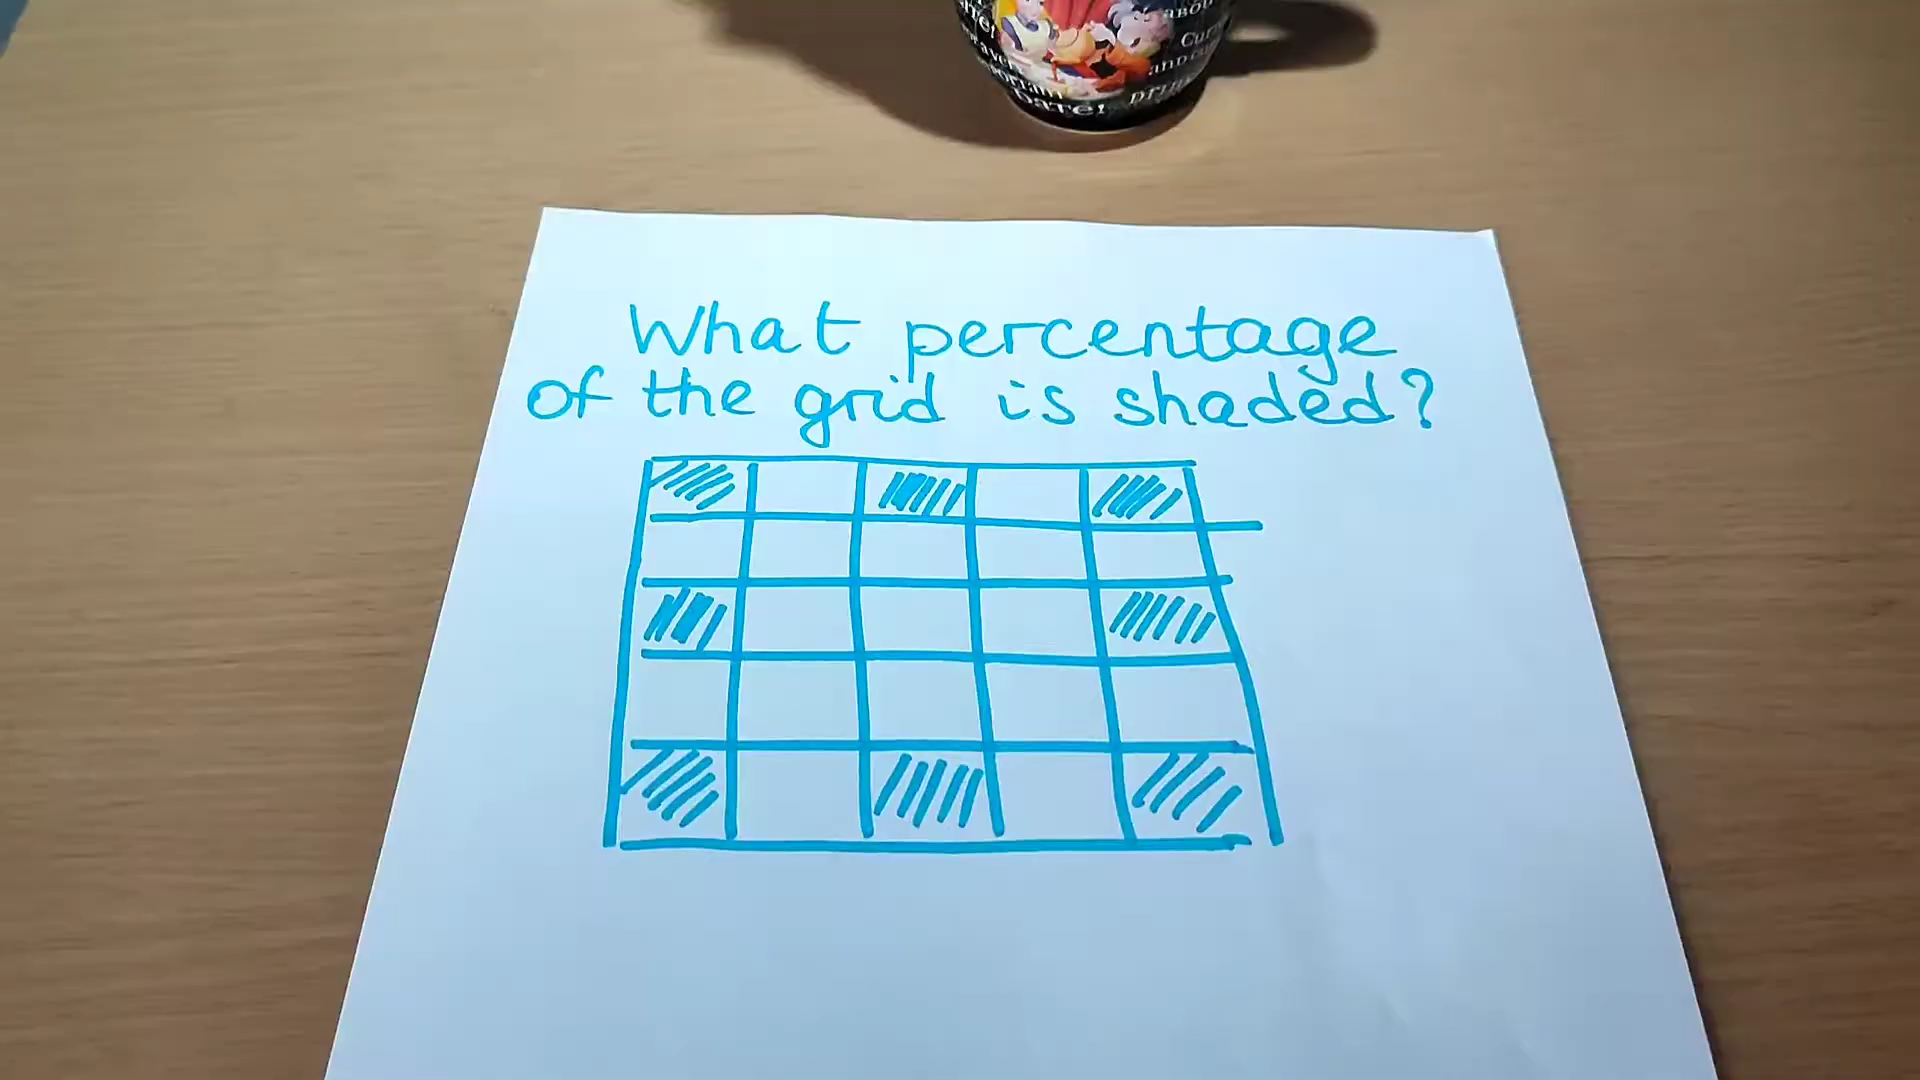 What percentage
of the grid is shaded?